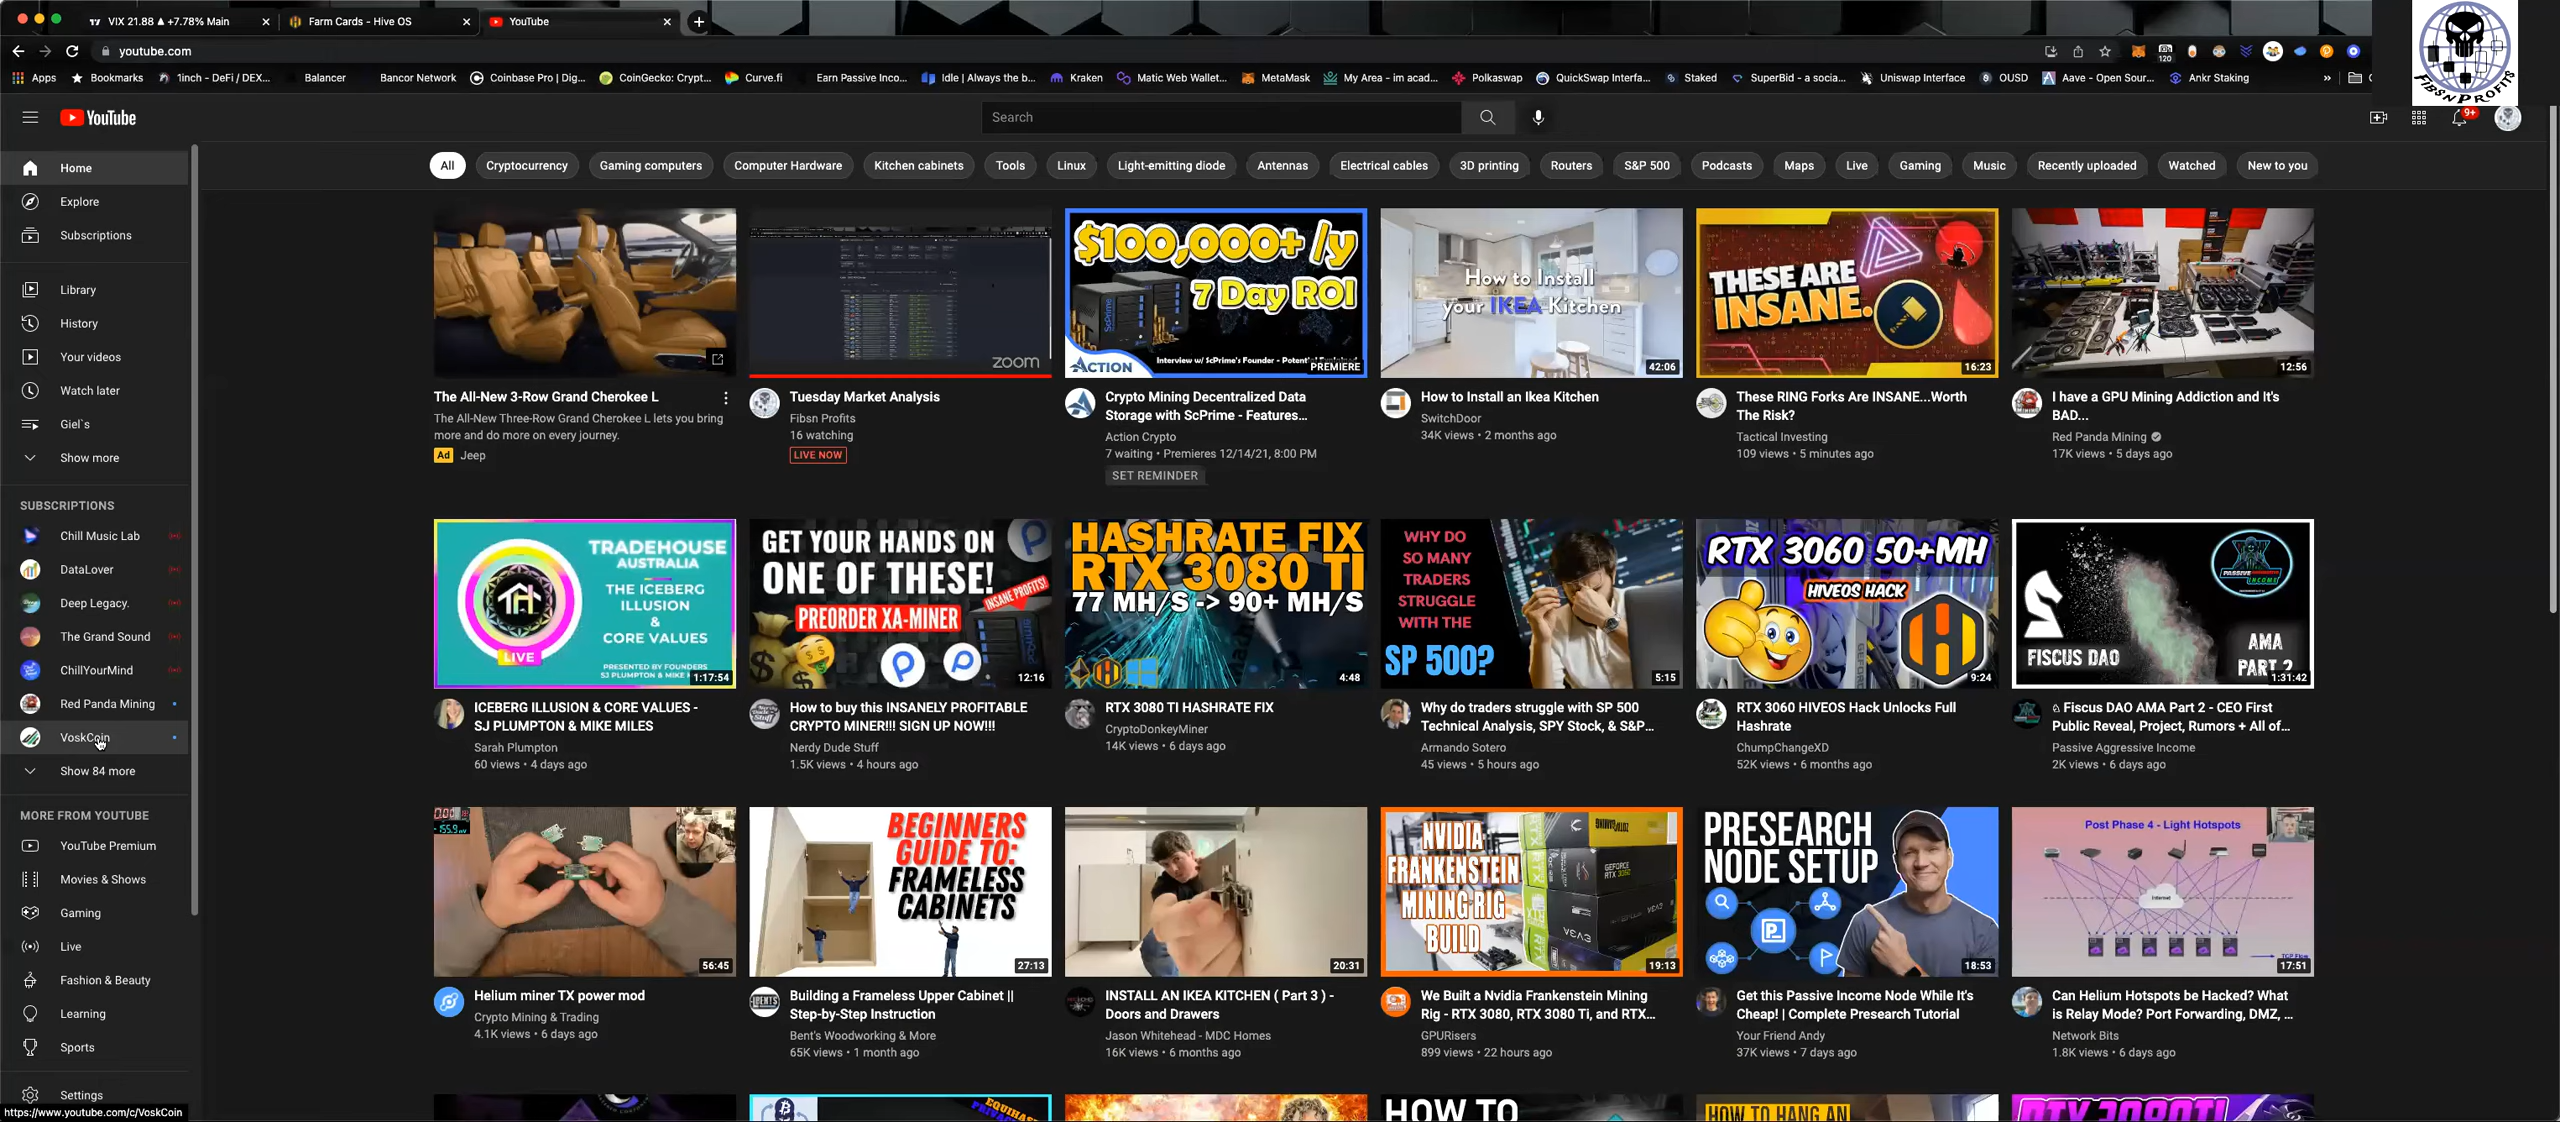 VIX 21.88 ▲ +7.78% Main
Farm Cards - Hive OS
YouTube
youtube.com
120
Apps
Bookmarks
1inch - DeFi / DEX...
Balancer
Bancor Network
Coinbase Pro | Dig...
CoinGecko: Crypt...
Curve.fi
Earn Passive Inco...
Idle | Always the b...
Kraken
Matic Web Wallet...
MetaMask
My Area - im acad...
Polkaswap
QuickSwap Interfa...
Staked
SuperBid - a socia...
Uniswap Interface
OUSD
Aave - Open Sour...
Ankr Staking
FIBSNPROFITS
YouTube
Search
9+
Home
Explore
Subscriptions
Library
History
Your videos
Watch later
Giel`s
Show more
SUBSCRIPTIONS
Chill Music Lab
DataLover
Deep Legacy.
The Grand Sound
ChillYourMind
Red Panda Mining
VoskCoin
Show 84 more
MORE FROM YOUTUBE
YouTube Premium
Movies & Shows
Gaming
Live
Fashion & Beauty
Learning
Sports
Settings
https://www.youtube.com/c/VoskCoin
All
Cryptocurrency
Gaming computers
Computer Hardware
Kitchen cabinets
Tools
Linux
Light-emitting diode
Antennas
Electrical cables
3D printing
Routers
S&P 500
Podcasts
Maps
Live
Gaming
Music
Recently uploaded
Watched
New to you
The All-New 3-Row Grand Cherokee L
The All-New Three-Row Grand Cherokee L lets you bring
more and do more on every journey.
Ad Jeep
zoom
Tuesday Market Analysis
Fibsn Profits
16 watching
LIVE NOW
$100,000+ /y
7 Day ROI
ScPrime
Interview w/ ScPrime's Founder - Potential
ACTION
PREMIERE
Crypto Mining Decentralized Data
Storage with ScPrime - Features...
Action Crypto
7 waiting • Premieres 12/14/21, 8:00 PM
SET REMINDER
How to Install
your IKEA Kitchen
42:06
How to Install an Ikea Kitchen
SwitchDoor
34K views • 2 months ago
THESE ARE
INSANE.
16:23
These RING Forks Are INSANE...Worth
The Risk?
Tactical Investing
109 views • 5 minutes ago
12:56
I have a GPU Mining Addiction and It's
BAD...
Red Panda Mining
17K views • 5 days ago
TRADEHOUSE
AUSTRALIA
THE ICEBERG
ILLUSION
&
CORE VALUES
PRESENTED BY FOUNDERS
SJ PLUMPTON & MIKE
LIVE
1:17:54
ICEBERG ILLUSION & CORE VALUES -
SJ PLUMPTON & MIKE MILES
Sarah Plumpton
60 views • 4 days ago
GET YOUR HANDS ON
ONE OF THESE!
INSANE PROFITS!
PREORDER XA-MINER
12:16
How to buy this INSANELY PROFITABLE
CRYPTO MINER!!! SIGN UP NOW!!!
Nerdy Dude Stuff
1.5K views • 4 hours ago
HASHRATE FIX
RTX 3080 TI
77 MH/S -> 90+ MH/S
4:48
RTX 3080 TI HASHRATE FIX
CryptoDonkeyMiner
14K views • 6 days ago
WHY DO
SO MANY
TRADERS
STRUGGLE
WITH THE
SP 500?
5:15
Why do traders struggle with SP 500
Technical Analysis, SPY Stock, & S&P...
Armando Sotero
45 views • 5 hours ago
RTX 3060 50+MH
HIVEOS HACK
9:24
RTX 3060 HIVEOS Hack Unlocks Full
Hashrate
ChumpChangeXD
52K views • 6 months ago
PASSIVE
INCOME
FISCUS DAO
AMA
PART 2
1:31:42
♘ Fiscus DAO AMA Part 2 - CEO First
Public Reveal, Project, Rumors + All of...
Passive Aggressive Income
2K views • 6 days ago
56:45
Helium miner TX power mod
Crypto Mining & Trading
4.1K views • 6 days ago
BEGINNERS
GUIDE TO:
FRAMELESS
CABINETS
27:13
Building a Frameless Upper Cabinet ||
Step-by-Step Instruction
Bent's Woodworking & More
65K views • 1 month ago
20:31
INSTALL AN IKEA KITCHEN ( Part 3 ) -
Doors and Drawers
Jason Whitehead - MDC Homes
16K views • 6 months ago
NVIDIA
FRANKENSTEIN
MINING RIG
BUILD
19:13
We Built a Nvidia Frankenstein Mining
Rig - RTX 3080, RTX 3080 Ti, and RTX...
GPURisers
899 views • 22 hours ago
PRESEARCH
NODE SETUP
18:53
Get this Passive Income Node While It's
Cheap! | Complete Presearch Tutorial
Your Friend Andy
37K views • 7 days ago
Post Phase 4 - Light Hotspots
Internet
17:51
Can Helium Hotspots be Hacked? What
is Relay Mode? Port Forwarding, DMZ, ...
Network Bits
1.8K views • 6 days ago
HOW TO
HOW TO HANG AN
RTX 3080TI